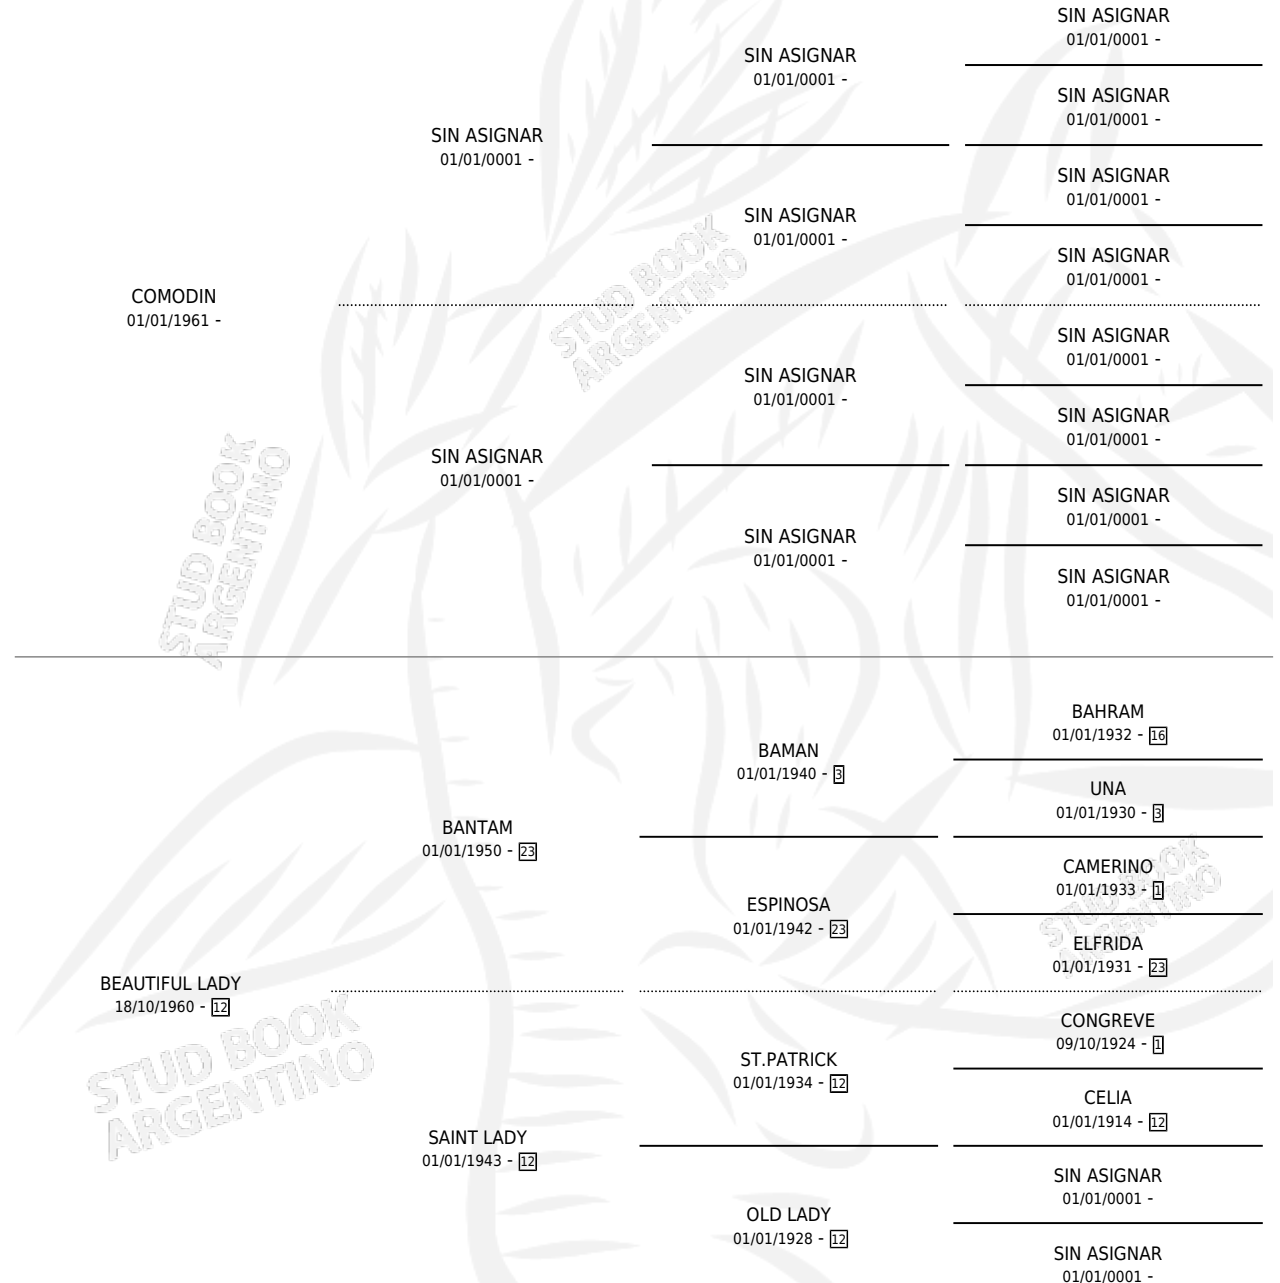 SIN ASIGNAR
01/01/0001 -
SIN ASIGNAR
01/01/0001 -
SIN ASIGNAR
01/01/0001 -
SIN ASIGNAR
01/01/0001 -
SIN ASIGNAR
01/01/0001 -
SIN ASIGNAR
01/01/0001 -
STUD BOOK
ARGENTINO
SIN ASIGNAR
01/01/0001 -
COMODIN
01/01/1961 -
SIN ASIGNAR
01/01/0001 -
SIN ASIGNAR
01/01/0001 -
SIN ASIGNAR
01/01/0001 -
SIN ASIGNAR
01/01/0001 -
STUD BOOK
ARGENTINO
SIN ASIGNAR
01/01/0001 -
SIN ASIGNAR
01/01/0001 -
SIN ASIGNAR
01/01/0001 -
BAHRAM
01/01/1932 - 16
BAMAN
01/01/1940 - 3
UNA
01/01/1930 - 3
BANTAM
01/01/1950 - 23
CAMERINO
01/01/1933 - 1
STUD BOOK
ARGENTINO
ESPINOSA
01/01/1942 - 23
ELFRIDA
01/01/1931 - 23
BEAUTIFUL LADY
18/10/1960 - 12
CONGREVE
09/10/1924 - 1
STUD BOOK
ARGENTINO
ST.PATRICK
01/01/1934 - 12
CELIA
01/01/1914 - 12
SAINT LADY
01/01/1943 - 12
SIN ASIGNAR
01/01/0001 -
OLD LADY
01/01/1928 - 12
SIN ASIGNAR
01/01/0001 -